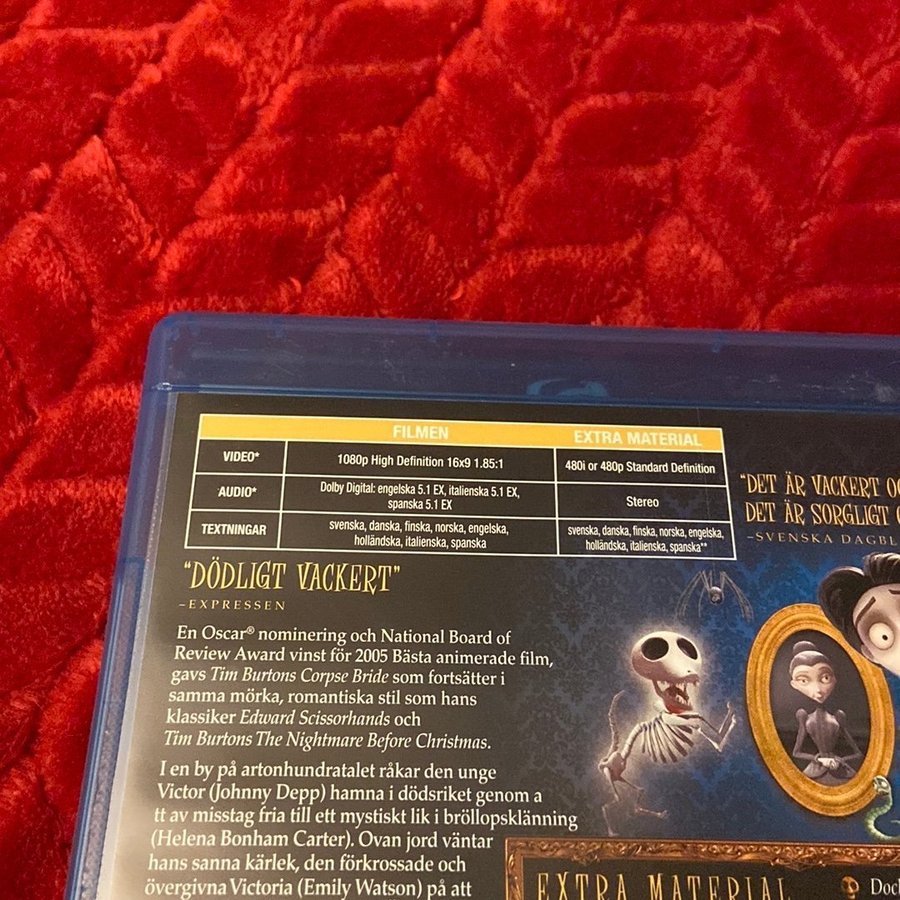 FILMEN EXTRA MATERIAL
VIDEO* 1080p High Definition 16x9 1.85:1 480i or 480p Standard Definition
AUDIO* Dolby Digital: engelska 5.1 EX, italienska 5.1 EX,
spanska 5.1 EX Stereo
TEXTNINGAR svenska, danska, finska, norska, engelska,
holländska, italienska, spanska
svenska, danska, finska, norska, engelska,
holländska, italienska, spanska**
"DÖDLIGT VACKERT"
–EXPRESSEN
"DET ÄR VACKERT
DET ÄR SORGLIGT
–SVENSKA
En Oscar® nominering och National Board of
Review Award vinst för 2005 Bästa animerade film,
gavs Tim Burtons Corpse Bride som fortsätter i
samma mörka, romantiska stil som hans
klassiker Edward Scissorhands och
Tim Burtons The Nightmare Before Christmas.
I en by på artonhundratalet råkar den unge
Victor (Johnny Depp) hamna i dödsriket genom a
tt av misstag fria till ett mystiskt lik i bröllopsklänning
(Helena Bonham Carter). Ovan jord väntar
hans sanna kärlek, den förkrossade och
övergivna Victoria (Emily Watson) på att
EXTRA MATERIAL